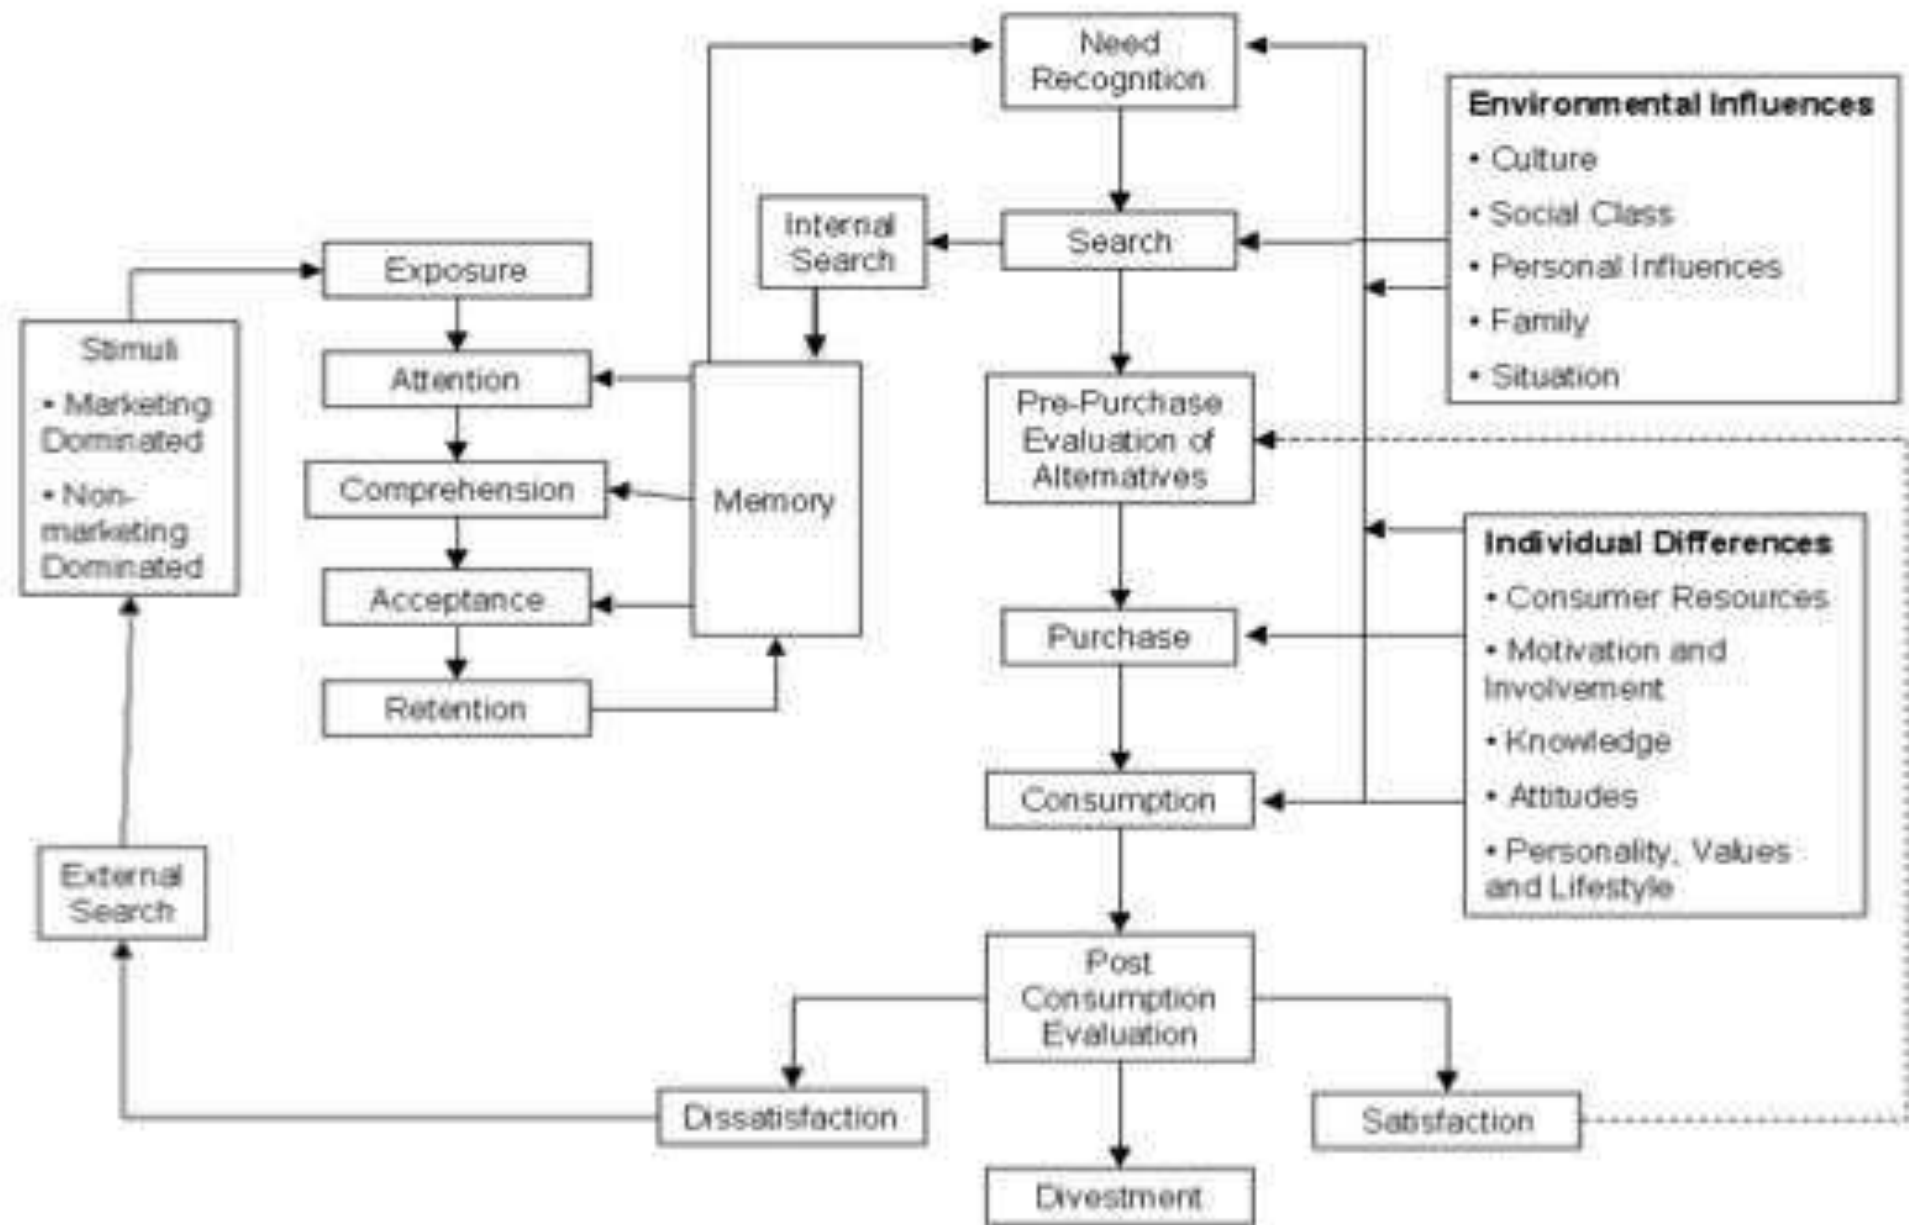 Need
Recognition
Environmental Influences
• Culture
• Social Class
• Personal Influences
• Family
• Situation
Internal
Search
Search
Exposure
Stimuli
• Marketing
Dominated
• Non-
marketing
Dominated
Attention
Comprehension
Acceptance
Retention
Memory
Pre-Purchase
Evaluation of
Alternatives
Individual Differences
• Consumer Resources
• Motivation and
Involvement
• Knowledge
• Attitudes
• Personality, Values
and Lifestyle
Purchase
Consumption
External
Search
Post
Consumption
Evaluation
Dissatisfaction
Satisfaction
Divestment